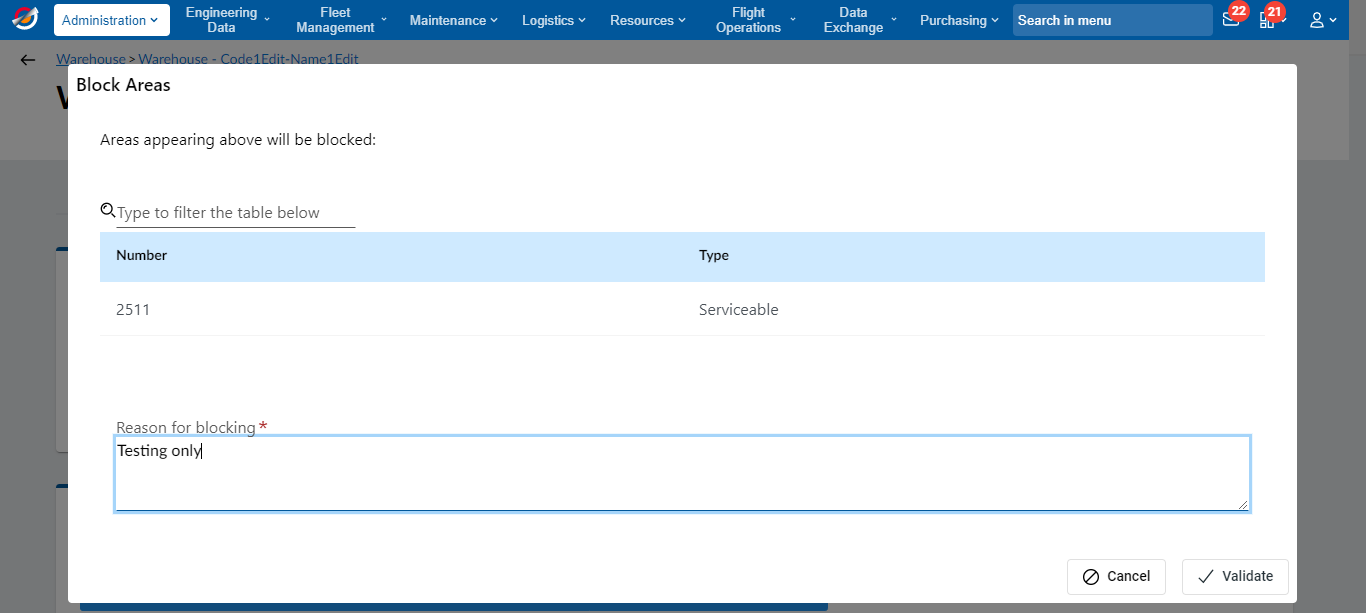 Administration
Engineering Data
Fleet Management
Maintenance
Logistics
Resources
Flight Operations
Data Exchange
Purchasing
Search in menu
22
21
Warehouse > Warehouse - Code1Edit-Name1Edit
Block Areas
Areas appearing above will be blocked:
Type to filter the table below
Number Type
2511 Serviceable
Reason for blocking *
Testing only
Cancel Validate